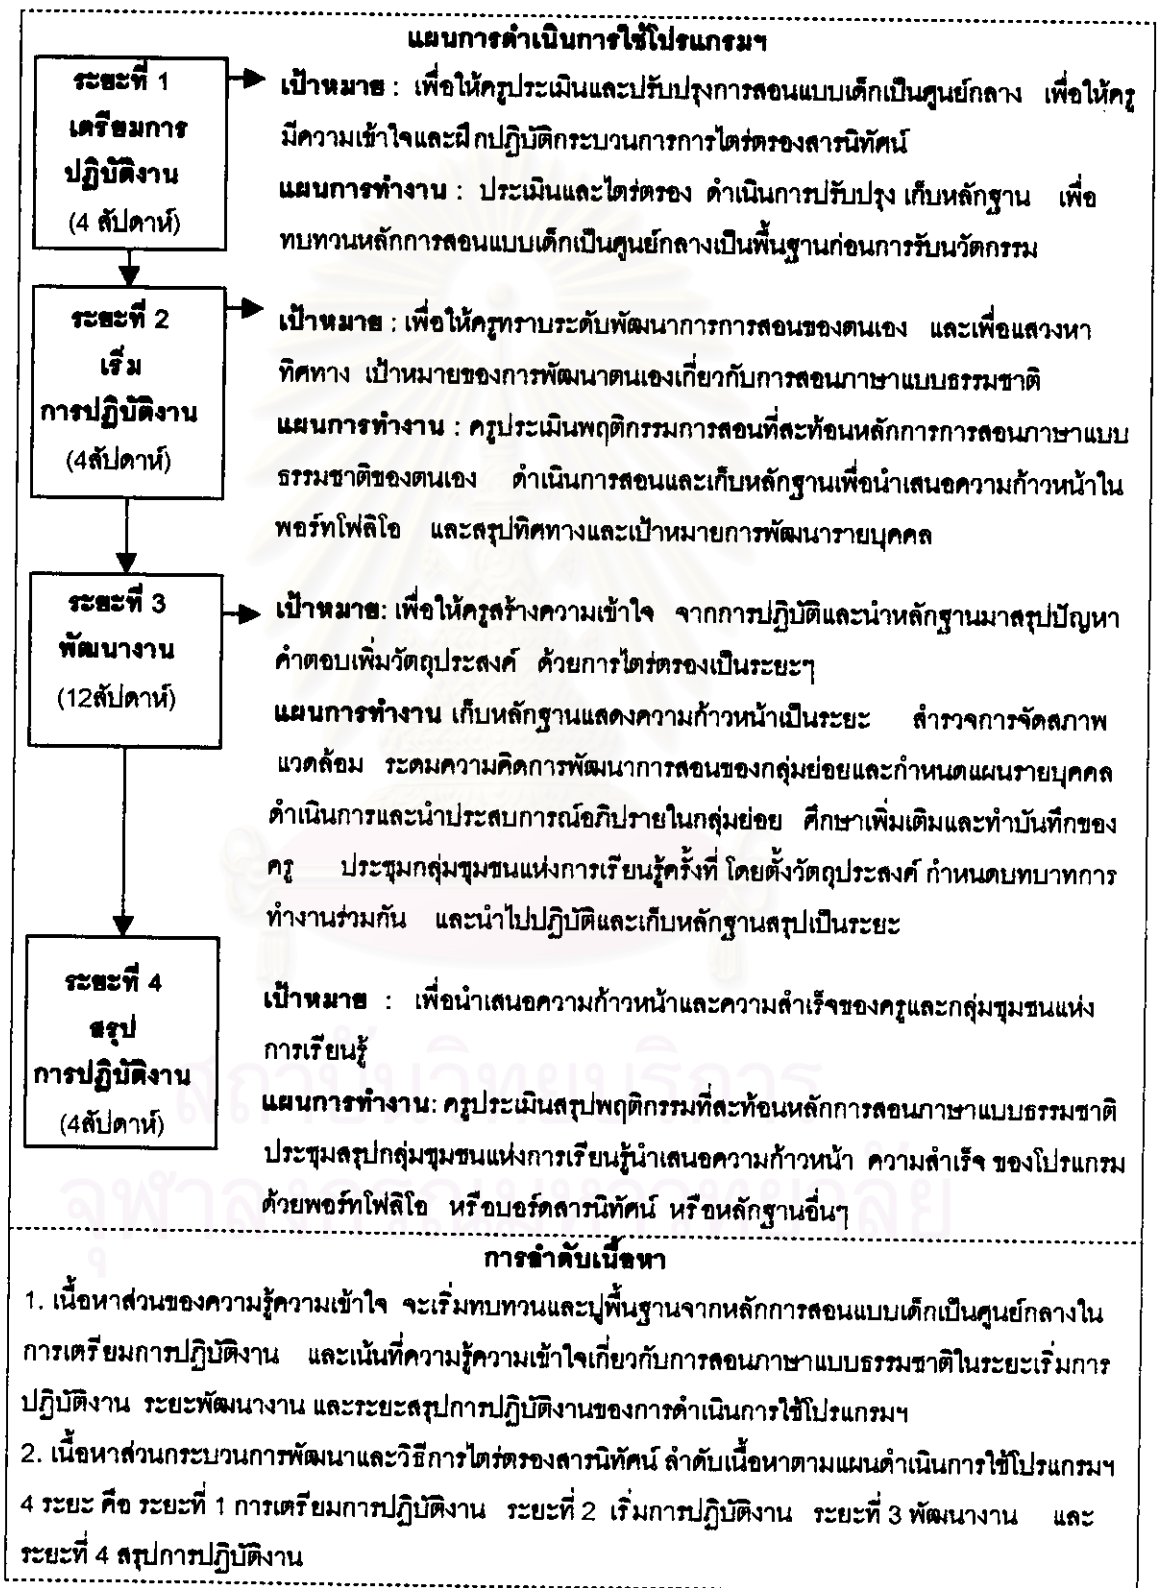 แผนการดำเนินการใช้โปรแกรมฯ
ระยะที่ 1
เตรียมการ
ปฏิบัติงาน
(4 สัปดาห์)
เป้าหมาย : เพื่อให้ครูประเมินและปรับปรุงการสอนแบบเด็กเป็นศูนย์กลาง เพื่อให้ครู
มีความเข้าใจและฝึกปฏิบัติกระบวนการการไตร่ตรองสารนิทัศน์
แผนการทำงาน : ประเมินและไตร่ตรอง ดำเนินการปรับปรุง เก็บหลักฐาน เพื่อ
ทบทวนหลักการสอนแบบเด็กเป็นศูนย์กลางเป็นพื้นฐานก่อนการรับนวัตกรรม
ระยะที่ 2
เริ่ม
การปฏิบัติงาน
(4สัปดาห์)
เป้าหมาย : เพื่อให้ครูทราบระดับพัฒนาการการสอนของตนเอง และเพื่อแสวงหา
ทิศทาง เป้าหมายของการพัฒนาตนเองเกี่ยวกับการสอนภาษาแบบธรรมชาติ
แผนการทำงาน : ครูประเมินพฤติกรรมการสอนที่สะท้อนหลักการการสอนภาษาแบบ
ธรรมชาติของตนเอง ดำเนินการสอนและเก็บหลักฐานเพื่อนำเสนอความก้าวหน้าใน
พอร์ทโฟลิโอ และสรุปทิศทางและเป้าหมายการพัฒนารายบุคคล
ระยะที่ 3
พัฒนางาน
(12สัปดาห์)
เป้าหมาย: เพื่อให้ครูสร้างความเข้าใจ จากการปฏิบัติและนำหลักฐานมาสรุปปัญหา
คำตอบเพิ่มวัตถุประสงค์ ด้วยการไตร่ตรองเป็นระยะๆ
แผนการทำงาน เก็บหลักฐานแสดงความก้าวหน้าเป็นระยะ สำรวจการจัดสภาพ
แวดล้อม ระดมความคิดการพัฒนาการสอนของกลุ่มย่อยและกำหนดแผนรายบุคคล
ดำเนินการและนำประสบการณ์อภิปรายในกลุ่มย่อย ศึกษาเพิ่มเติมและทำบันทึกของ
ครู ประชุมกลุ่มชุมชนแห่งการเรียนรู้ครั้งที่ โดยตั้งวัตถุประสงค์ กำหนดบทบาทการ
ทำงานร่วมกัน และนำไปปฏิบัติและเก็บหลักฐานสรุปเป็นระยะ
ระยะที่ 4
สรุป
การปฏิบัติงาน
(4สัปดาห์)
เป้าหมาย : เพื่อนำเสนอความก้าวหน้าและความสำเร็จของครูและกลุ่มชุมชนแห่ง
การเรียนรู้
แผนการทำงาน: ครูประเมินสรุปพฤติกรรมที่สะท้อนหลักการสอนภาษาแบบธรรมชาติ
ประชุมสรุปกลุ่มชุมชนแห่งการเรียนรู้นำเสนอความก้าวหน้า ความสำเร็จ ของโปรแกรม
ด้วยพอร์ทโฟลิโอ หรือบอร์ดสารนิทัศน์ หรือหลักฐานอื่นๆ
สถาบันวิทยบริการ
จุฬาลงกรณ์มหาวิทยาลัย
การลำดับเนื้อหา
1. เนื้อหาส่วนของความรู้ความเข้าใจ จะเริ่มทบทวนและปูพื้นฐานจากหลักการสอนแบบเด็กเป็นศูนย์กลางใน
การเตรียมการปฏิบัติงาน และเน้นที่ความรู้ความเข้าใจเกี่ยวกับการสอนภาษาแบบธรรมชาติในระยะเริ่มการ
ปฏิบัติงาน ระยะพัฒนางาน และระยะสรุปการปฏิบัติงานของการดำเนินการใช้โปรแกรมฯ
2. เนื้อหาส่วนกระบวนการพัฒนาและวิธีการไตร่ตรองสารนิทัศน์ ลำดับเนื้อหาตามแผนดำเนินการใช้โปรแกรมฯ
4 ระยะ คือ ระยะที่ 1 การเตรียมการปฏิบัติงาน ระยะที่ 2 เริ่มการปฏิบัติงาน ระยะที่ 3 พัฒนางาน และ
ระยะที่ 4 สรุปการปฏิบัติงาน